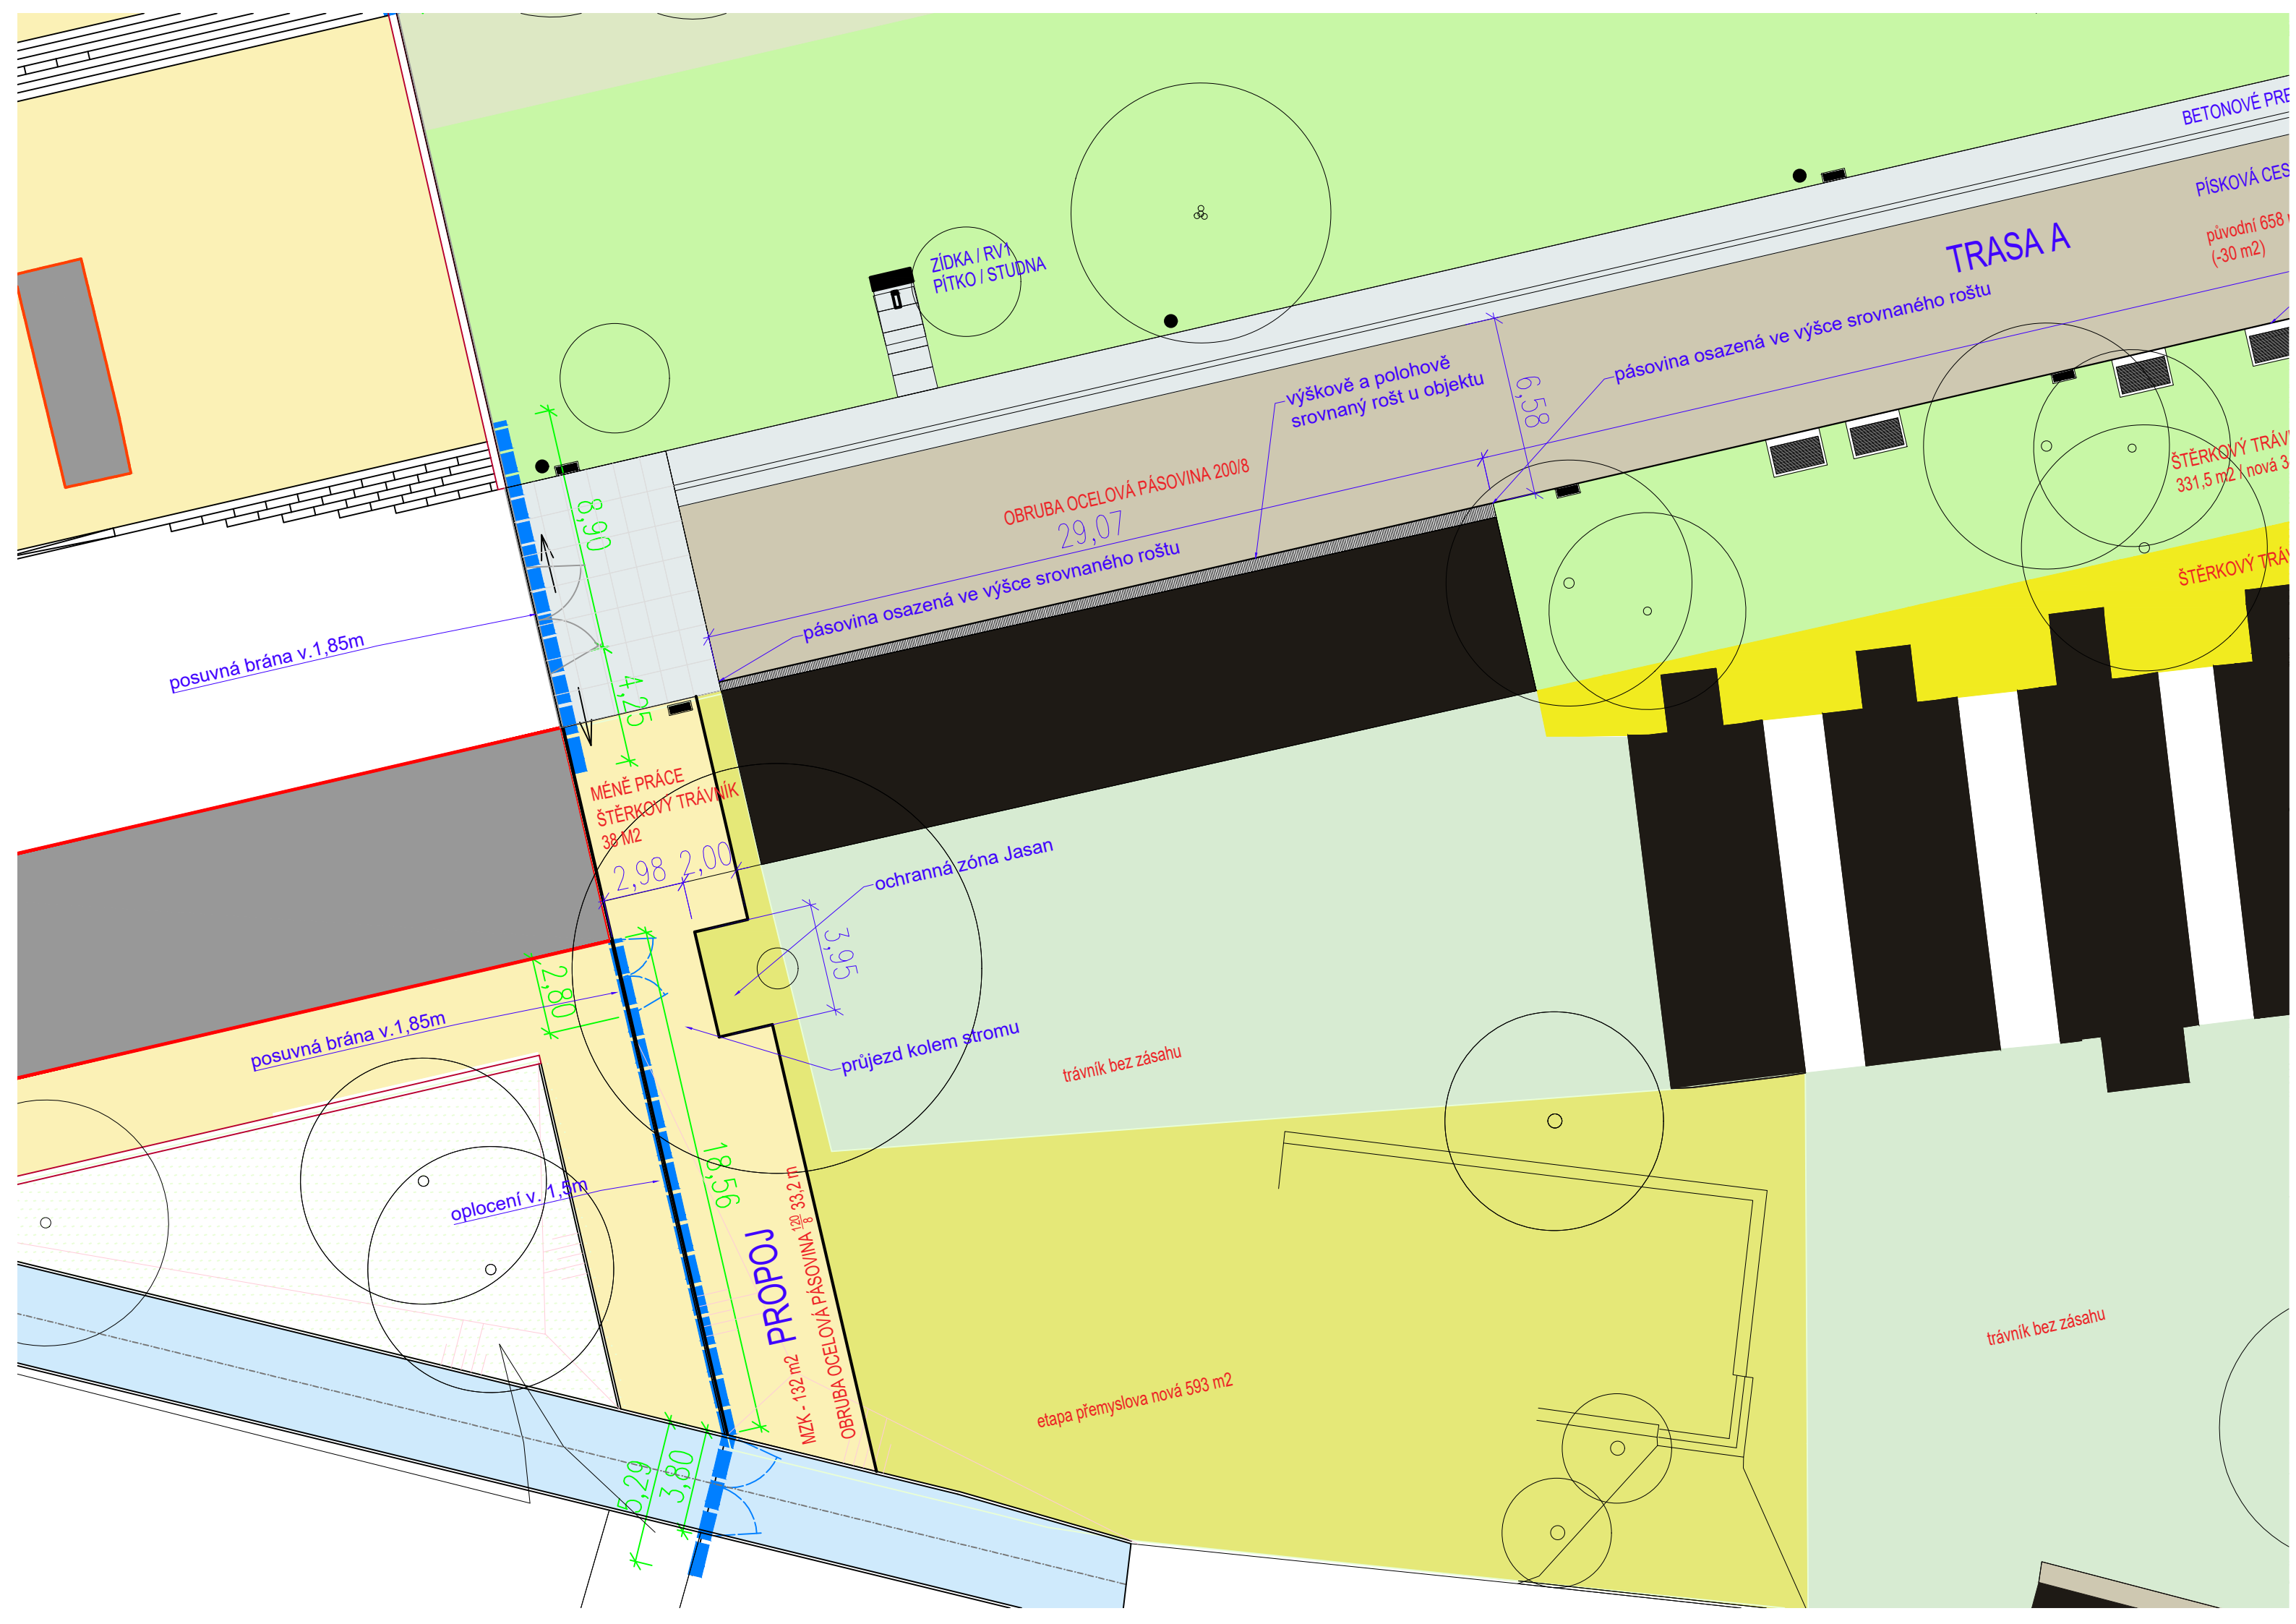 BETONOVÉ PRE
PÍSKOVÁ CES
původní 658
(-30 m2)
TRASA A
ZÍDKA / RV1
PÍTKO / STUDNA
pásovina osazená ve výšce srovnaného roštu
výškově a polohově
srovnaný rošt u objektu
6,58
OBRUBA OCELOVÁ PÁSOVINA 200/8
29,07
pásovina osazená ve výšce srovnaného roštu
ŠTĚRKOVÝ TRÁV
331,5 m2 / nová 3
ŠTĚRKOVÝ TRÁV
8,90
4,25
posuvná brána v.1,85m
MÉNĚ PRÁCE
ŠTĚRKOVÝ TRÁVNÍK
38 M2
2,98
2,00
ochranná zóna Jasan
3,95
2,80
posuvná brána v.1,85m
průjezd kolem stromu
trávník bez zásahu
18,56
oplocení v. 1,5m
PROPOJ
MZK - 132 m2
OBRUBA OCELOVÁ PÁSOVINA 120/8 33,2 m
etapa přemyslova nová 593 m2
trávník bez zásahu
5,29
3,80